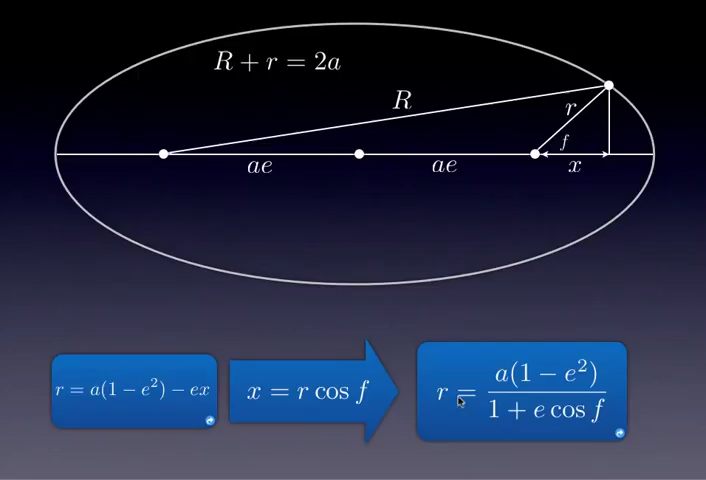 R + r = 2a
R
r
f
ae
ae
x
r = a(1 − e²) − ex
x = r cos f
r = a(1 − e²) / 1 + e cos f